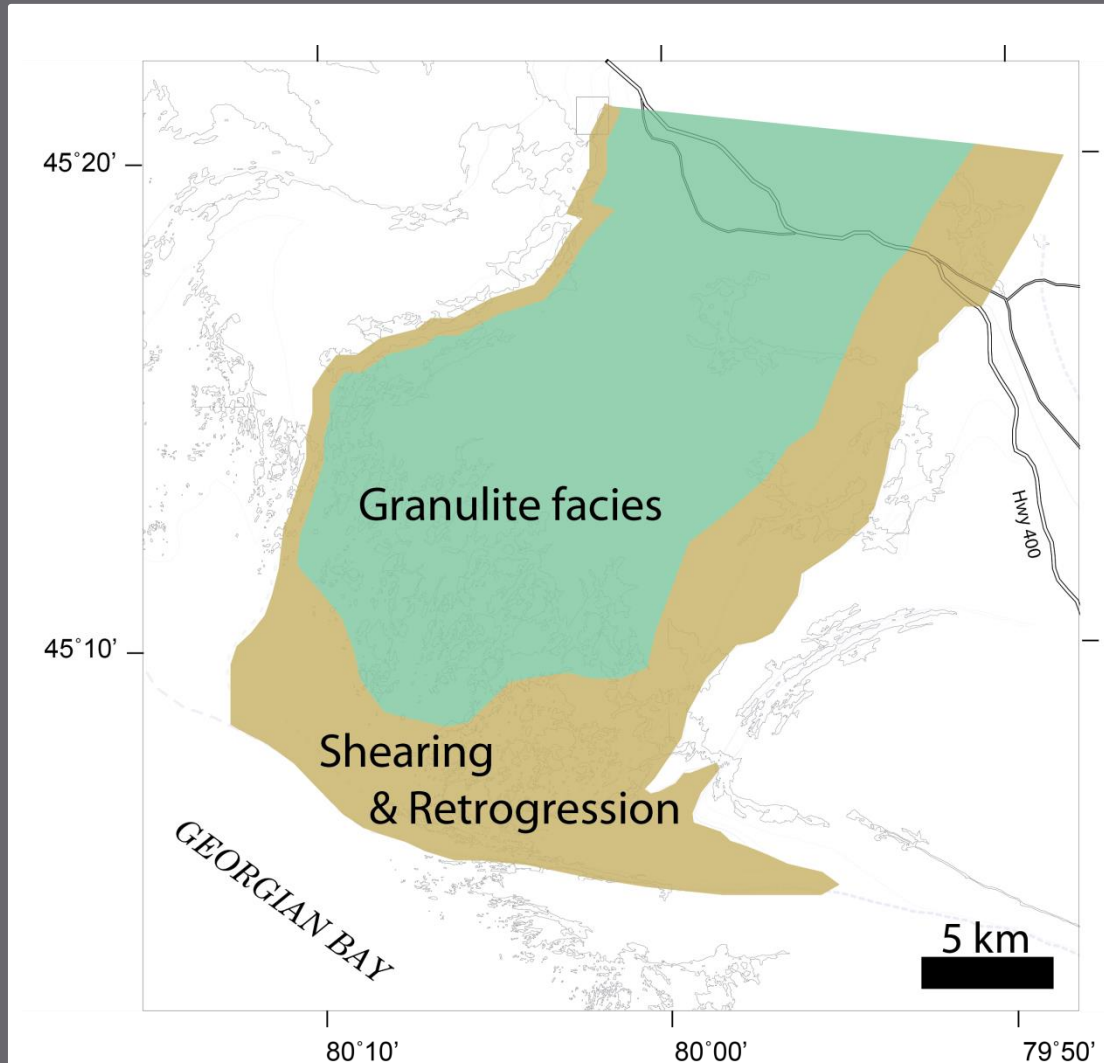 45°20'
Granulite facies
Hwy 400
45°10'
Shearing
& Retrogression
GEORGIAN BAY
5 km
80°10'
80°00'
79°50'